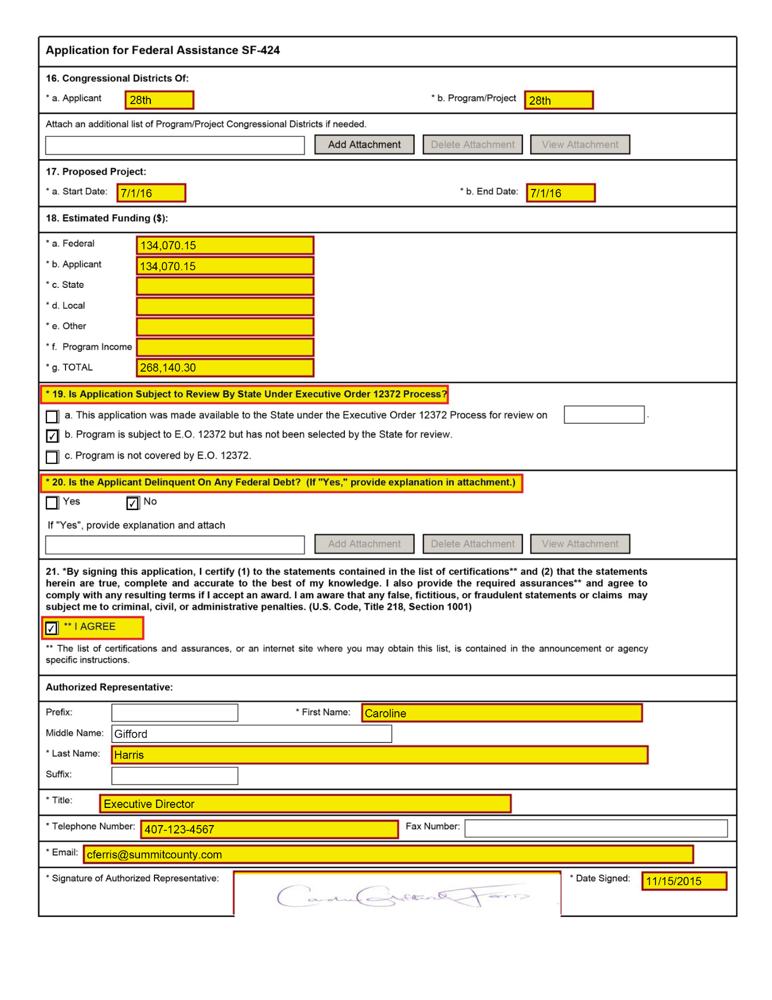 Application for Federal Assistance SF-424
16. Congressional Districts Of:
* a. Applicant 28th * b. Program/Project 28th
Attach an additional list of Program/Project Congressional Districts if needed.
Add Attachment Delete Attachment View Attachment
17. Proposed Project:
* a. Start Date: 7/1/16 * b. End Date: 7/1/16
18. Estimated Funding ($):
* a. Federal 134,070.15
* b. Applicant 134,070.15
* c. State
* d. Local
* e. Other
* f. Program Income
* g. TOTAL 268,140.30
* 19. Is Application Subject to Review By State Under Executive Order 12372 Process?
a. This application was made available to the State under the Executive Order 12372 Process for review on .
✓ b. Program is subject to E.O. 12372 but has not been selected by the State for review.
c. Program is not covered by E.O. 12372.
* 20. Is the Applicant Delinquent On Any Federal Debt? (If "Yes," provide explanation in attachment.)
Yes ✓ No
If "Yes", provide explanation and attach
Add Attachment Delete Attachment View Attachment
21. *By signing this application, I certify (1) to the statements contained in the list of certifications** and (2) that the statements
herein are true, complete and accurate to the best of my knowledge. I also provide the required assurances** and agree to
comply with any resulting terms if I accept an award. I am aware that any false, fictitious, or fraudulent statements or claims may
subject me to criminal, civil, or administrative penalties. (U.S. Code, Title 218, Section 1001)
✓ ** I AGREE
** The list of certifications and assurances, or an internet site where you may obtain this list, is contained in the announcement or agency
specific instructions.
Authorized Representative:
Prefix: * First Name: Caroline
Middle Name: Gifford
* Last Name: Harris
Suffix:
* Title: Executive Director
* Telephone Number: 407-123-4567 Fax Number:
* Email: cferris@summitcounty.com
* Signature of Authorized Representative: Caroline Gifford Ferris * Date Signed: 11/15/2015